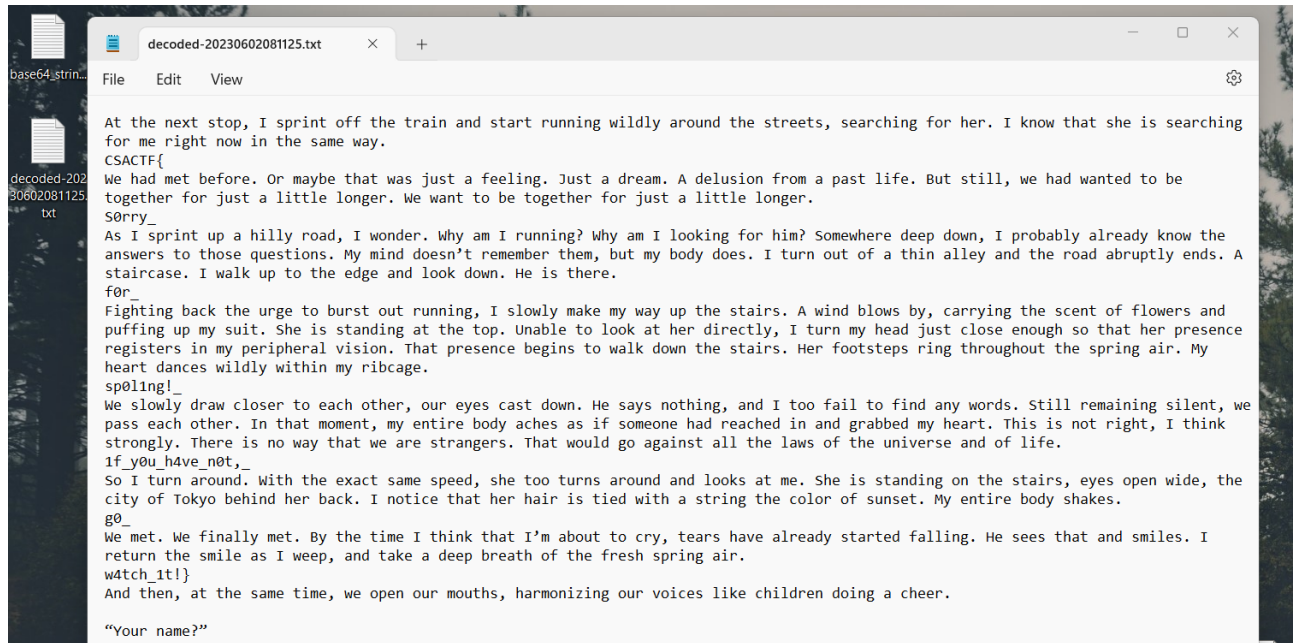 base64_strin...
decoded-202
30602081125.
txt
decoded-20230602081125.txt
File Edit View
At the next stop, I sprint off the train and start running wildly around the streets, searching for her. I know that she is searching
for me right now in the same way.
CSACTF{
We had met before. Or maybe that was just a feeling. Just a dream. A delusion from a past life. But still, we had wanted to be
together for just a little longer. We want to be together for just a little longer.
S0rry_
As I sprint up a hilly road, I wonder. Why am I running? Why am I looking for him? Somewhere deep down, I probably already know the
answers to those questions. My mind doesn’t remember them, but my body does. I turn out of a thin alley and the road abruptly ends. A
staircase. I walk up to the edge and look down. He is there.
f0r_
Fighting back the urge to burst out running, I slowly make my way up the stairs. A wind blows by, carrying the scent of flowers and
puffing up my suit. She is standing at the top. Unable to look at her directly, I turn my head just close enough so that her presence
registers in my peripheral vision. That presence begins to walk down the stairs. Her footsteps ring throughout the spring air. My
heart dances wildly within my ribcage.
sp0l1ng!_
We slowly draw closer to each other, our eyes cast down. He says nothing, and I too fail to find any words. Still remaining silent, we
pass each other. In that moment, my entire body aches as if someone had reached in and grabbed my heart. This is not right, I think
strongly. There is no way that we are strangers. That would go against all the laws of the universe and of life.
1f_y0u_h4ve_n0t,_
So I turn around. With the exact same speed, she too turns around and looks at me. She is standing on the stairs, eyes open wide, the
city of Tokyo behind her back. I notice that her hair is tied with a string the color of sunset. My entire body shakes.
g0_
We met. We finally met. By the time I think that I’m about to cry, tears have already started falling. He sees that and smiles. I
return the smile as I weep, and take a deep breath of the fresh spring air.
w4tch_1t!}
And then, at the same time, we open our mouths, harmonizing our voices like children doing a cheer.
“Your name?”